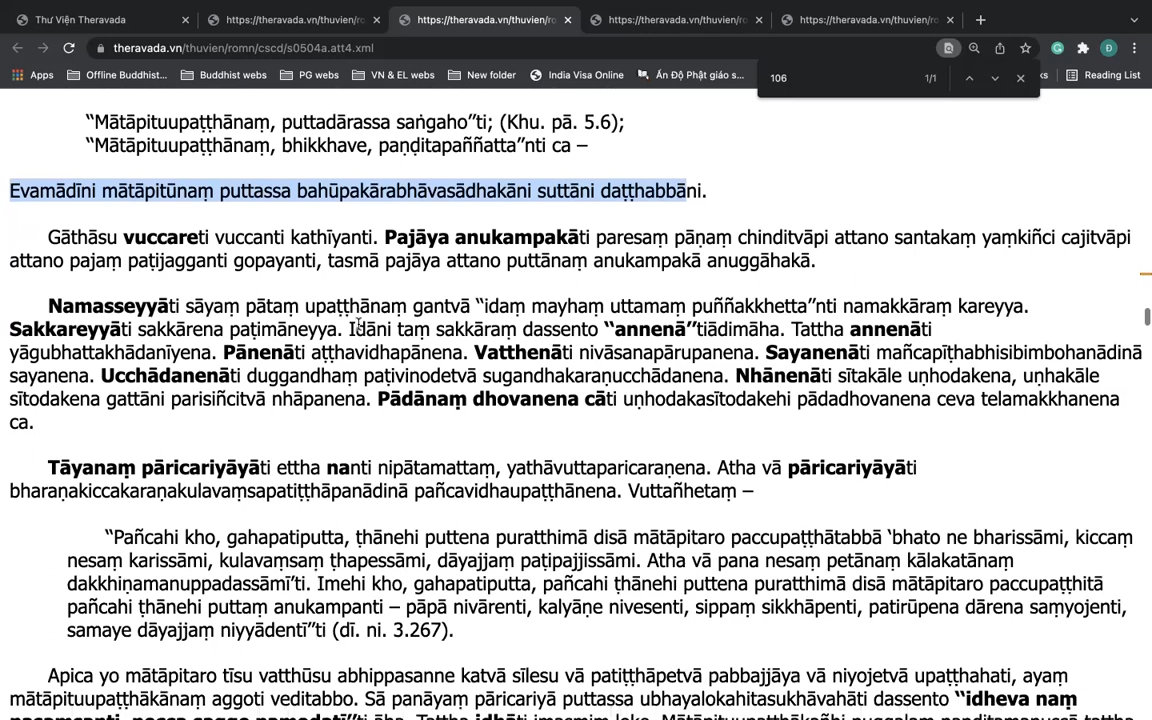 Thư Viện Theravada
https://theravada.vn/thuvien/ro
https://theravada.vn/thuvien/ro
https://theravada.vn/thuvien/ro
https://theravada.vn/thuvien/ro
theravada.vn/thuvien/romn/cscd/s0504a.att4.xml
Apps
Offline Buddhist...
Buddhist webs
PG webs
VN & EL webs
New folder
India Visa Online
Ấn Độ Phật giáo s...
Reading List
106
1/1
“Mātāpituupaṭṭhānaṃ, puttadārassa saṅgaho”ti; (Khu. pā. 5.6);
“Mātāpituupaṭṭhānaṃ, bhikkhave, paṇḍitapaññatta”nti ca –
Evamādīni mātāpitūnaṃ puttassa bahūpakārabhāvasādhakāni suttāni daṭṭhabbāni.
Gāthāsu vuccareti vuccanti kathīyanti. Pajāya anukampakāti paresaṃ pāṇaṃ chinditvāpi attano santakaṃ yaṃkiñci cajitvāpi
attano pajaṃ paṭijagganti gopayanti, tasmā pajāya attano puttānaṃ anukampakā anuggāhakā.
Namasseyyāti sāyaṃ pātaṃ upaṭṭhānaṃ gantvā “idaṃ mayhaṃ uttamaṃ puññakkhetta”nti namakkāraṃ kareyya.
Sakkareyyāti sakkārena paṭimāneyya. Idāni taṃ sakkāraṃ dassento “annenā”tiādimāha. Tattha annenāti
yāgubhattakhādanīyena. Pānenāti aṭṭhavidhapānena. Vatthenāti nivāsanapārupanena. Sayanenāti mañcapīṭhabhisibimbohanādinā
sayanena. Ucchādanenāti duggandhaṃ paṭivinodetvā sugandhakaraṇucchādanena. Nhānenāti sītakāle uṇhodakena, uṇhakāle
sītodakena gattāni parisiñcitvā nhāpanena. Pādānaṃ dhovanena cāti uṇhodakasītodakehi pādadhovanena ceva telamakkhanena
ca.
Tāyanaṃ pāricariyāyāti ettha nanti nipātamattaṃ, yathāvuttaparicaraṇena. Atha vā pāricariyāyāti
bharaṇakiccakaraṇakulavaṃsapatiṭṭhāpanādinā pañcavidhaupaṭṭhānena. Vuttañhetaṃ –
“Pañcahi kho, gahapatiputta, ṭhānehi puttena puratthimā disā mātāpitaro paccupaṭṭhātabbā ‘bhato ne bharissāmi, kiccaṃ
nesaṃ karissāmi, kulavaṃsaṃ ṭhapessāmi, dāyajjaṃ paṭipajjissāmi. Atha vā pana nesaṃ petānaṃ kālakatānaṃ
dakkhiṇamanuppadassāmī’ti. Imehi kho, gahapatiputta, pañcahi ṭhānehi puttena puratthimā disā mātāpitaro paccupaṭṭhitā
pañcahi ṭhānehi puttaṃ anukampanti – pāpā nivārenti, kalyāṇe nivesenti, sippaṃ sikkhāpenti, patirūpena dārena saṃyojenti,
samaye dāyajjaṃ niyyādentī”ti (dī. ni. 3.267).
Apica yo mātāpitaro tīsu vatthūsu abhippasanne katvā sīlesu vā patiṭṭhāpetvā pabbajjāya vā niyojetvā upaṭṭhahati, ayaṃ
mātāpituupaṭṭhākānaṃ aggoti veditabbo. Sā panāyaṃ pāricariyā puttassa ubhayalokahitasukhāvahāti dassento “idheva naṃ